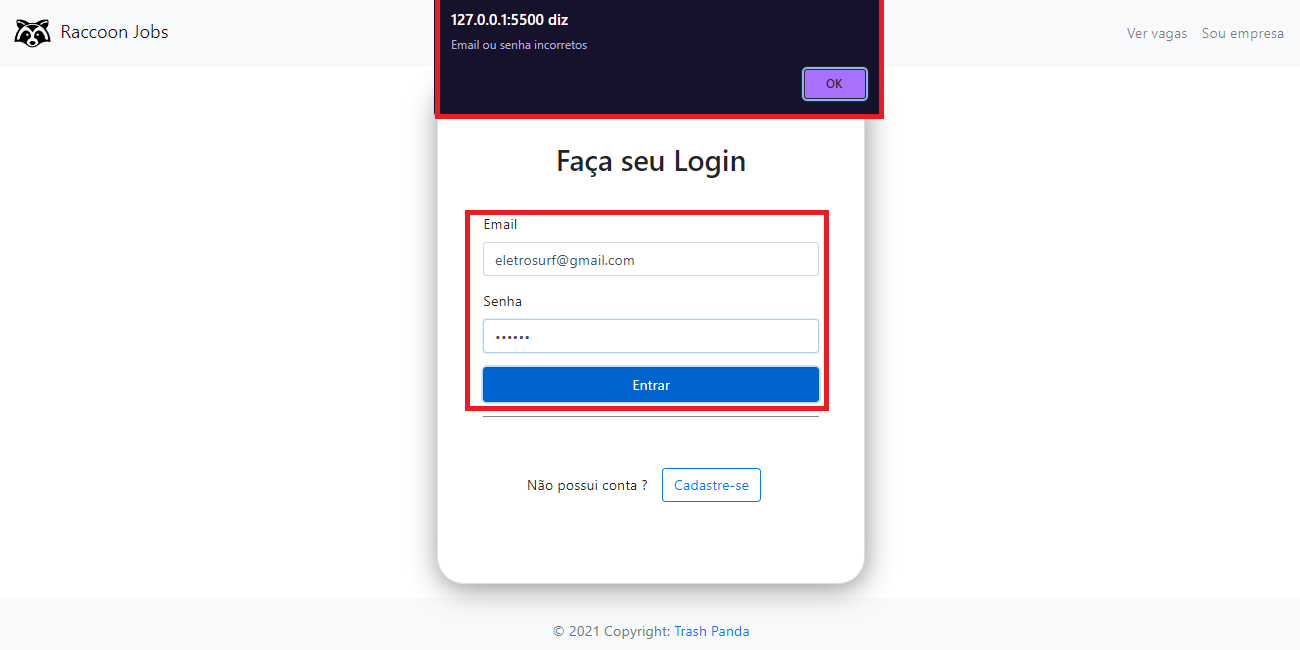 Raccoon Jobs
127.0.0.1:5500 diz
Email ou senha incorretos
OK
Ver vagas Sou empresa
Faça seu Login
Email
eletrosurf@gmail.com
Senha
••••••
Entrar
Não possui conta ? Cadastre-se
© 2021 Copyright: Trash Panda